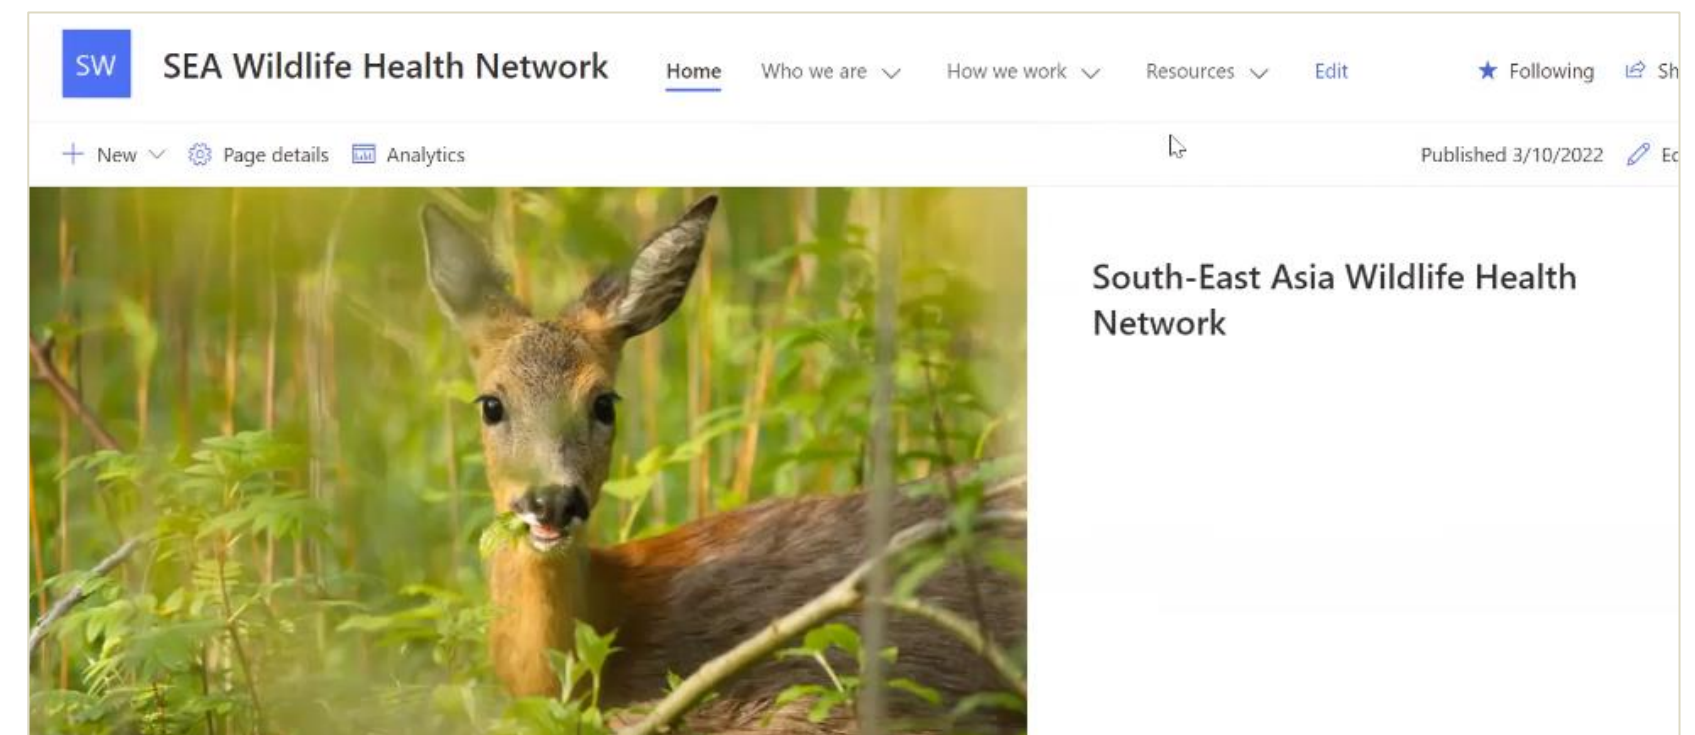 SW
SEA Wildlife Health Network
Home Who we are How we work Resources Edit Following
New Page details Analytics Published 3/10/2022
South-East Asia Wildlife Health
Network